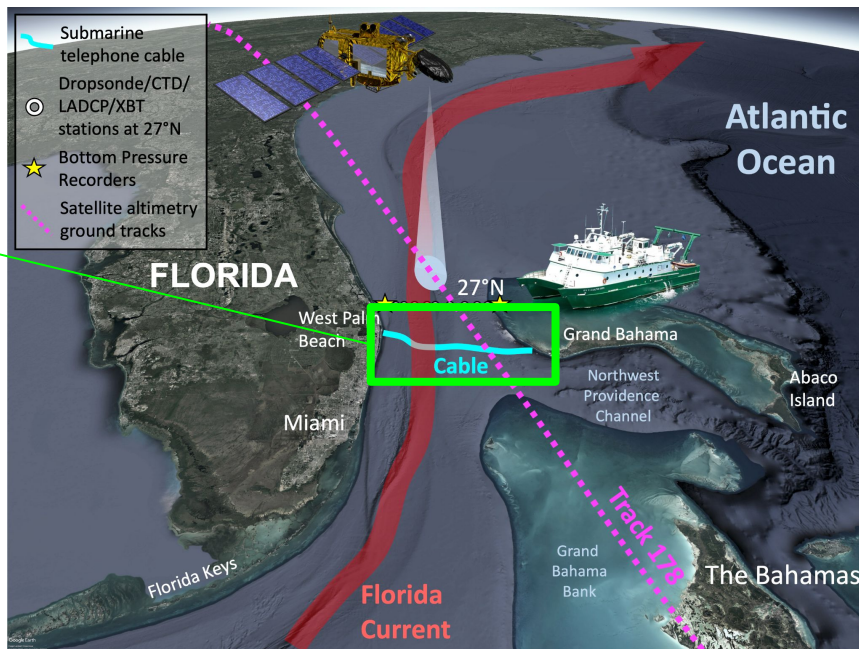 Submarine
telephone cable
Dropsonde/CTD/
LADCP/XBT
stations at 27°N
Bottom Pressure
Recorders
Satellite altimetry
ground tracks
Atlantic
Ocean
FLORIDA
27°N
West Palm
Beach
Grand Bahama
Cable
Northwest
Providence
Channel
Abaco
Island
Miami
Track 178
Grand
Bahama
Bank
The Bahamas
Florida Keys
Florida
Current
Google Earth